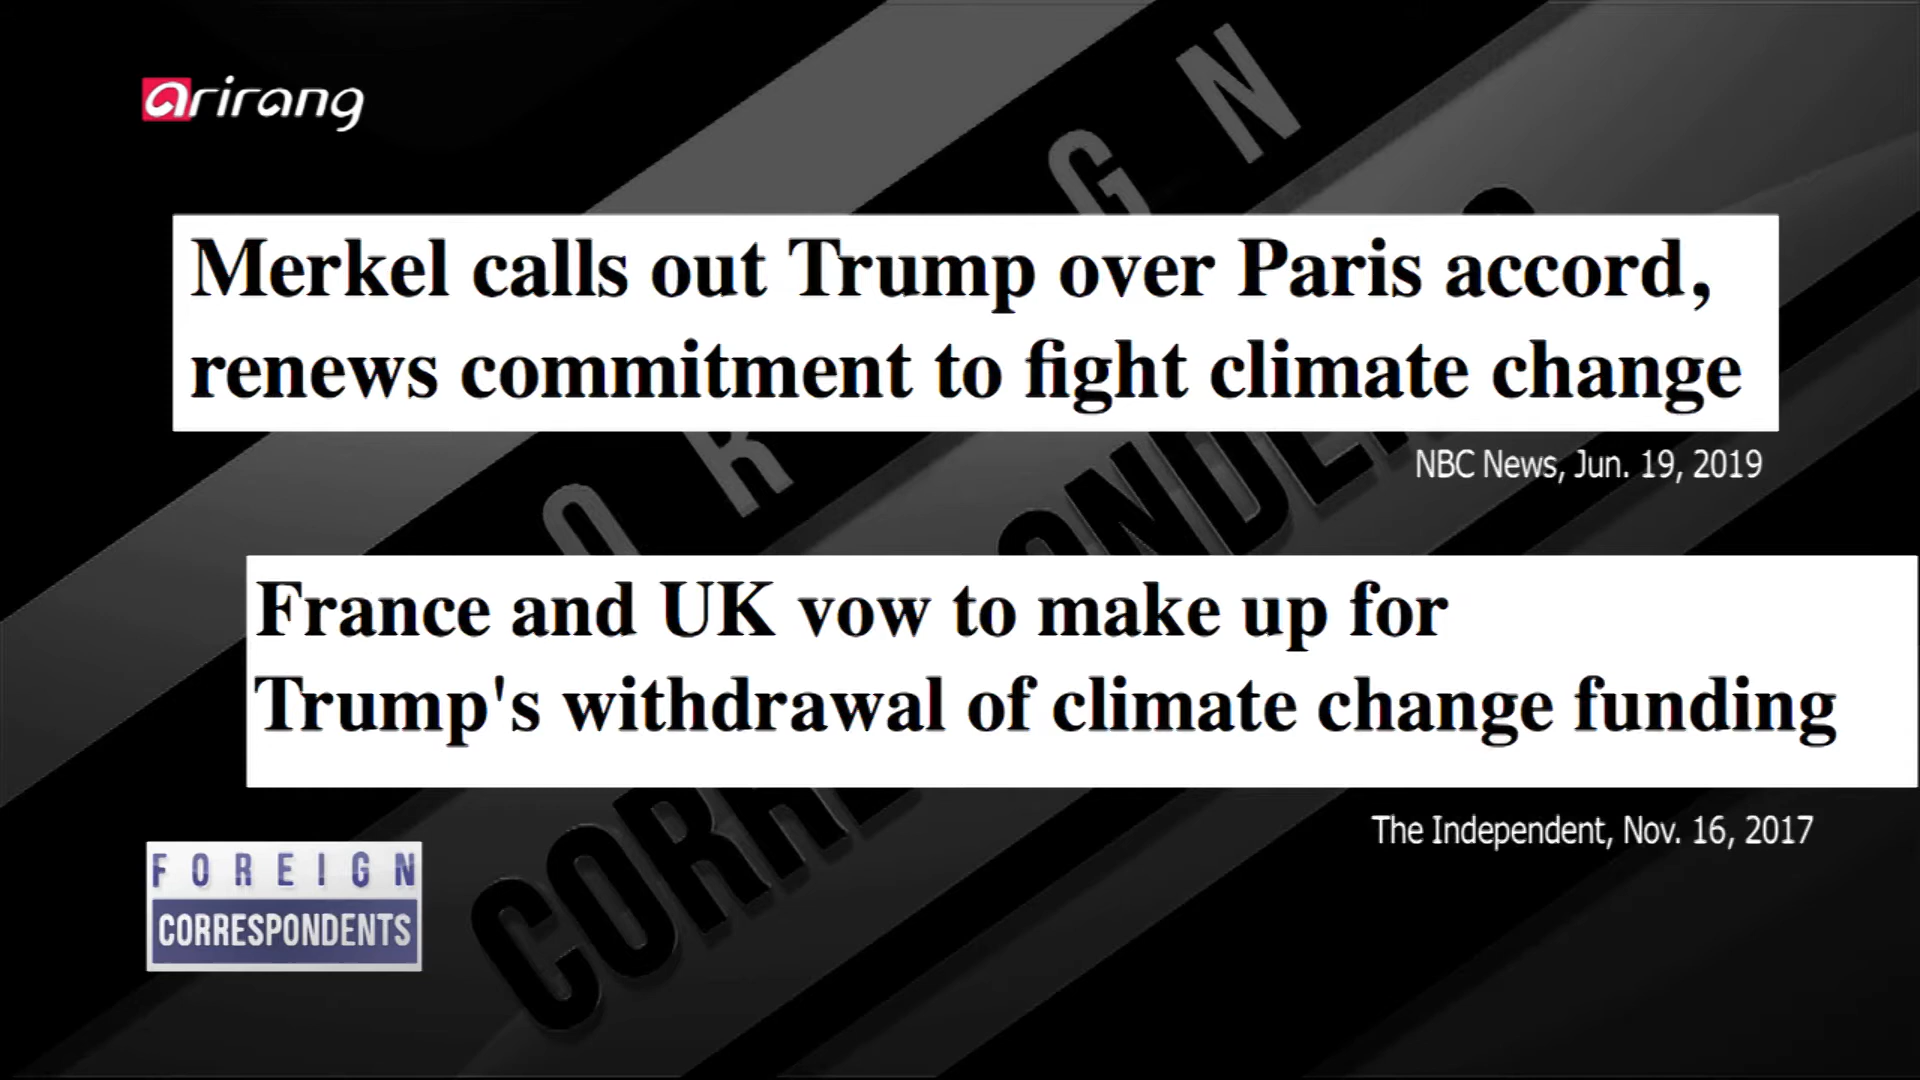 arirang
Merkel calls out Trump over Paris accord,
renews commitment to fight climate change
NBC News, Jun. 19, 2019
France and UK vow to make up for
Trump's withdrawal of climate change funding
The Independent, Nov. 16, 2017
FOREIGN
CORRESPONDENTS